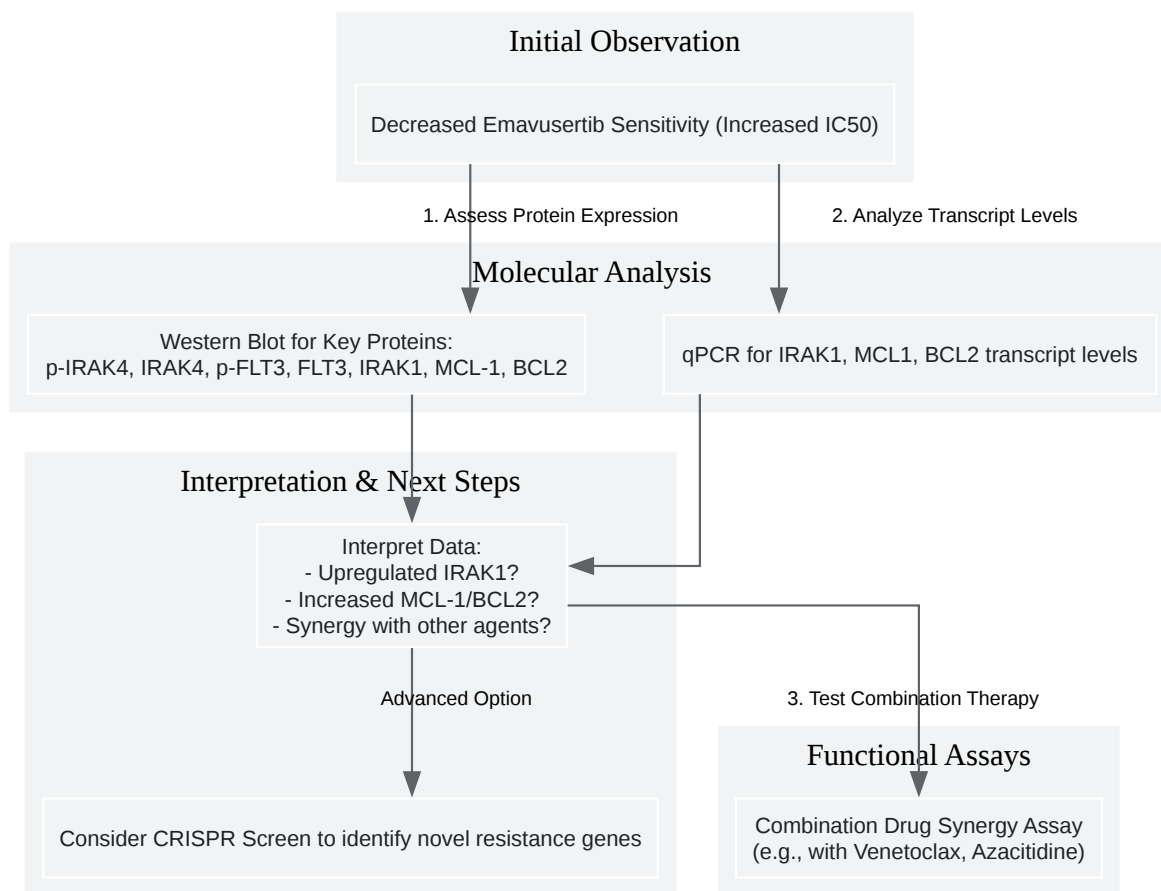 Initial Observation
Decreased Emavusertib Sensitivity (Increased IC50)
1. Assess Protein Expression
2. Analyze Transcript Levels
Molecular Analysis
Western Blot for Key Proteins:
p-IRAK4, IRAK4, p-FLT3, FLT3, IRAK1, MCL-1, BCL2
qPCR for IRAK1, MCL1, BCL2 transcript levels
Interpretation & Next Steps
Interpret Data:
- Upregulated IRAK1?
- Increased MCL-1/BCL2?
- Synergy with other agents?
Advanced Option
3. Test Combination Therapy
Functional Assays
Consider CRISPR Screen to identify novel resistance genes
Combination Drug Synergy Assay
(e.g., with Venetoclax, Azacitidine)